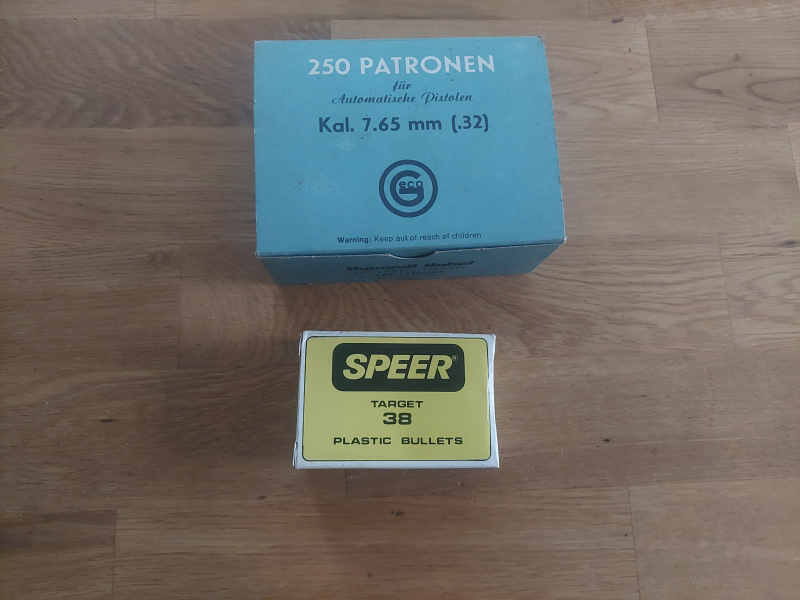 250 PATRONEN
für
Automatische Pistolen
Kal. 7.65 mm (.32)
Geco
Warning: Keep out of reach of children
SPEER®
TARGET
38
PLASTIC BULLETS